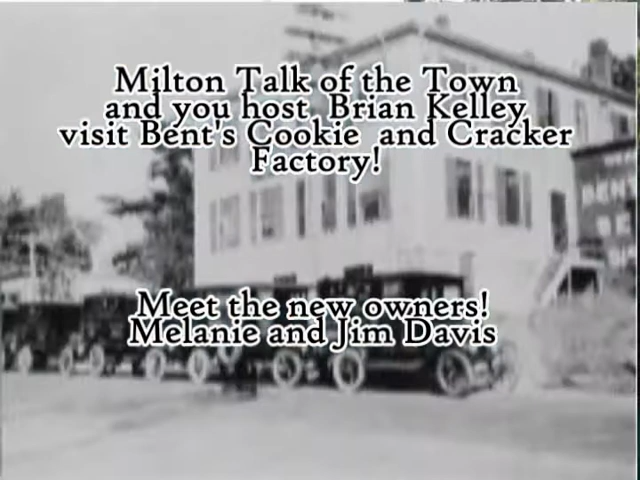 Milton Talk of the Town
and you host Brian Kelley
visit Bent's Cookie and Cracker
Factory!
Meet the new owners!
Melanie and Jim Davis
BENT'S